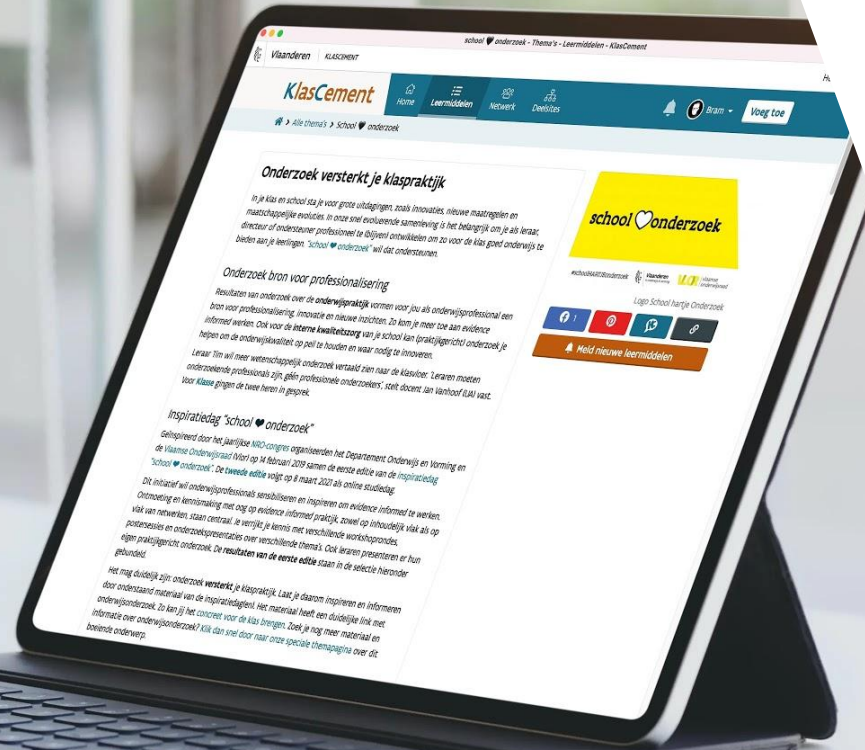 school 🖤 onderzoek - Thema's - Leermiddelen - KlasCement
Vlaanderen KLASCEMENT
KlasCement
Home
Leermiddelen
Netwerk
Deelsites
Bram
Voeg toe
Alle thema's > School 🖤 onderzoek
Onderzoek versterkt je klaspraktijk
In je klas en school sta je voor grote uitdagingen, zoals innovaties, nieuwe maatregelen en
maatschappelijke evoluties. In onze snel evoluerende samenleving is het belangrijk om je als leraar,
directeur of ondersteuner professioneel te (blijven) ontwikkelen om zo voor de klas goed onderwijs te
bieden aan je leerlingen. "school 🖤 onderzoek" wil dat ondersteunen.
Onderzoek bron voor professionalisering
Resultaten van onderzoek over de onderwijspraktijk vormen voor jou als onderwijsprofessional een
bron voor professionalisering, innovatie en nieuwe inzichten. Zo kom je meer toe aan evidence
informed werken. Ook voor de interne kwaliteitszorg van je school kan (praktijkgericht) onderzoek je
helpen om de onderwijskwaliteit op peil te houden en waar nodig te innoveren.
Leraar Tim wil meer wetenschappelijk onderzoek vertaald zien naar de klasvloer. 'Leraren moeten
onderzoekende professionals zijn, géén professionele onderzoekers', stelt docent Jan Vanhoof (UA) vast.
Voor Klasse gingen de twee heren in gesprek.
Inspiratiedag "school 🖤 onderzoek"
Geïnspireerd door het jaarlijkse NRO-congres organiseerden het Departement Onderwijs en Vorming en
de Vlaamse Onderwijsraad (Vlor) op 14 februari 2019 samen de eerste editie van de inspiratiedag
"school 🖤 onderzoek". De tweede editie volgt op 8 maart 2021 als online studiedag.
Dit initiatief wil onderwijsprofessionals sensibiliseren en inspireren om evidence informed te werken.
Ontmoeting en kennismaking met oog op evidence informed praktijk, zowel op inhoudelijk vlak als op
vlak van netwerken, staan centraal. Je verrijkt je kennis met verschillende workshoprondes,
postersessies en onderzoekspresentaties over verschillende thema's. Ook leraren presenteren er hun
eigen praktijkgericht onderzoek. De resultaten van de eerste editie staan in de selectie hieronder
gebundeld.
Het mag duidelijk zijn: onderzoek versterkt je klaspraktijk. Laat je daarom inspireren en informeren
door onderstaand materiaal van de inspiratiedag(en). Het materiaal heeft een duidelijke link met
onderwijsonderzoek. Zo kan jij het concreet voor de klas brengen. Zoek je nog meer materiaal en
informatie over onderwijsonderzoek? Klik dan snel door naar onze speciale themapagina over dit
boeiende onderwerp.
school ♡ onderzoek
#schoolHARTonderzoek Vlaanderen vlaamse
onderwijsraad
Logo School hartje Onderzoek
1
Meld nieuwe leermiddelen